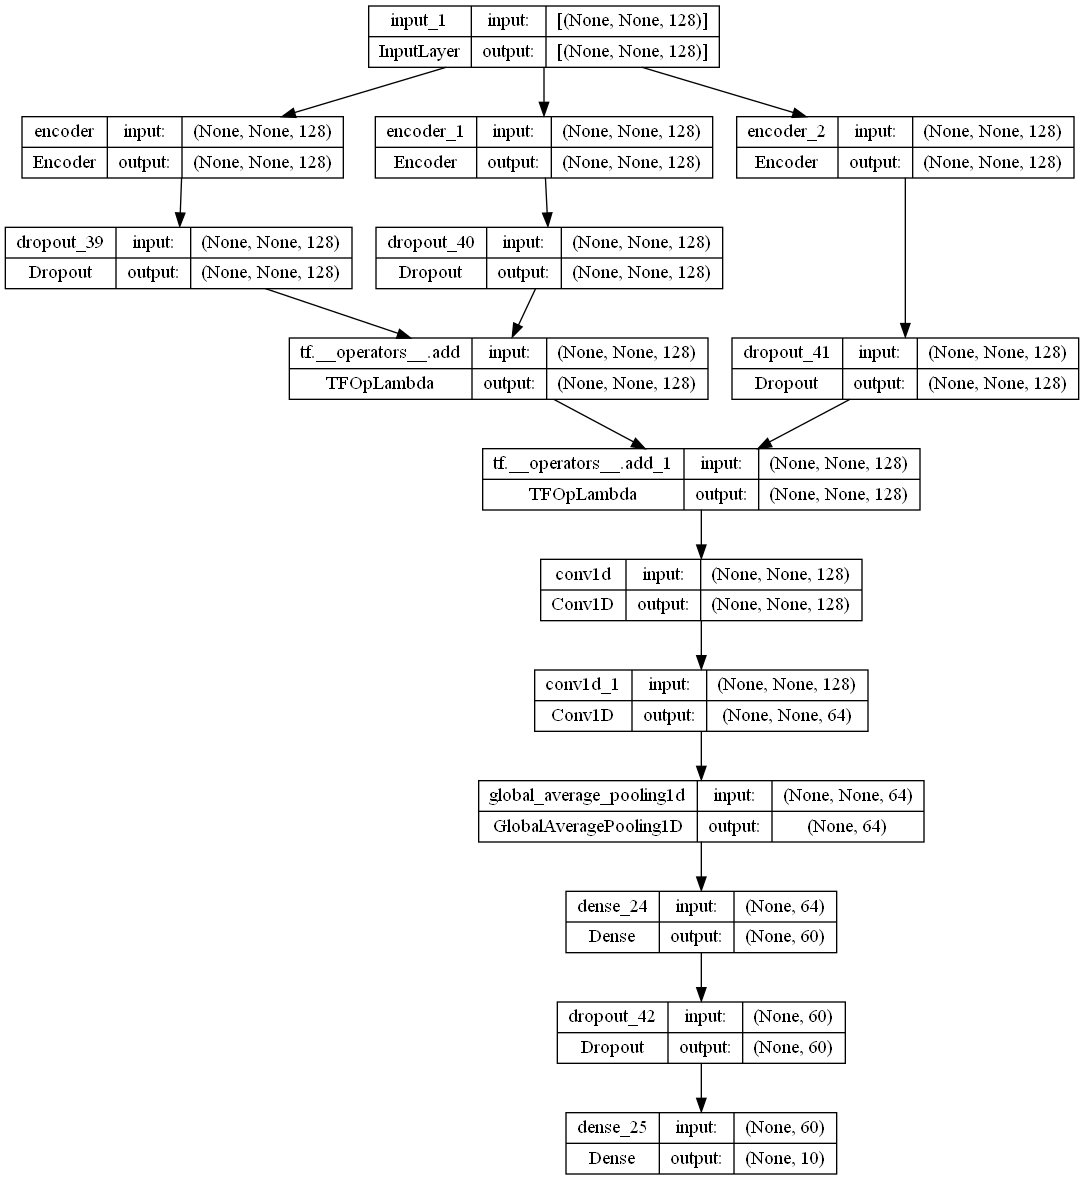 input_1 input: [(None, None, 128)]
InputLayer output: [(None, None, 128)]
encoder input: (None, None, 128)
Encoder output: (None, None, 128)
encoder_1 input: (None, None, 128)
Encoder output: (None, None, 128)
encoder_2 input: (None, None, 128)
Encoder output: (None, None, 128)
dropout_39 input: (None, None, 128)
Dropout output: (None, None, 128)
dropout_40 input: (None, None, 128)
Dropout output: (None, None, 128)
tf.__operators__.add input: (None, None, 128)
TFOpLambda output: (None, None, 128)
dropout_41 input: (None, None, 128)
Dropout output: (None, None, 128)
tf.__operators__.add_1 input: (None, None, 128)
TFOpLambda output: (None, None, 128)
conv1d input: (None, None, 128)
Conv1D output: (None, None, 128)
conv1d_1 input: (None, None, 128)
Conv1D output: (None, None, 64)
global_average_pooling1d input: (None, None, 64)
GlobalAveragePooling1D output: (None, 64)
dense_24 input: (None, 64)
Dense output: (None, 60)
dropout_42 input: (None, 60)
Dropout output: (None, 60)
dense_25 input: (None, 60)
Dense output: (None, 10)